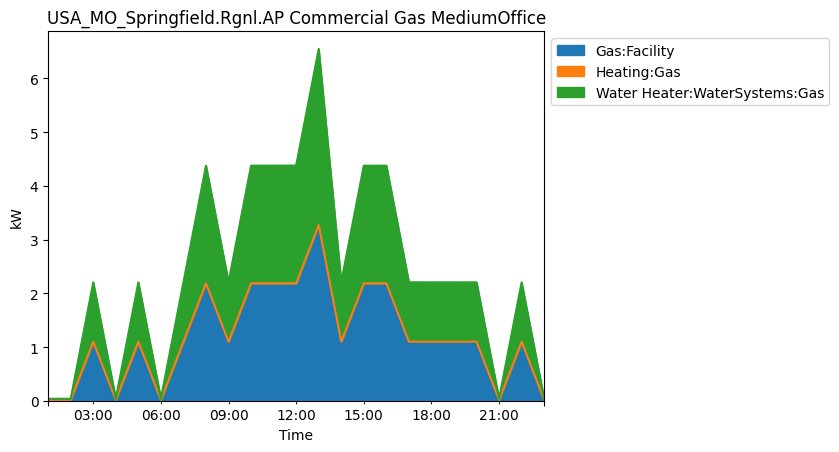 USA_MO_Springfield.Rgnl.AP Commercial Gas MediumOffice
Gas:Facility
Heating:Gas
Water Heater:WaterSystems:Gas
kW
6
5
4
3
2
1
0
03:00 06:00 09:00 12:00 15:00 18:00 21:00
Time